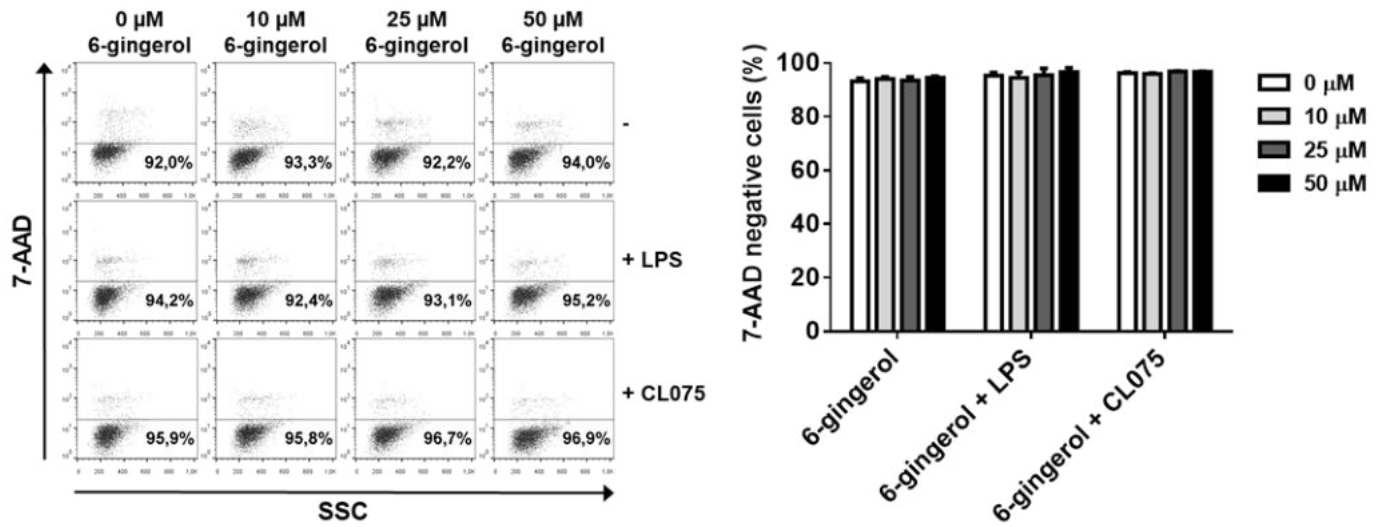 0 µM
6-gingerol
10 µM
6-gingerol
25 µM
6-gingerol
50 µM
6-gingerol
7-AAD
92,0%
93,3%
92,2%
94,0%
-
94,2%
92,4%
93,1%
95,2%
+ LPS
95,9%
95,8%
96,7%
96,9%
+ CL075
SSC
7-AAD negative cells (%)
100
80
60
40
20
0
6-gingerol
6-gingerol + LPS
6-gingerol + CL075
0 µM
10 µM
25 µM
50 µM